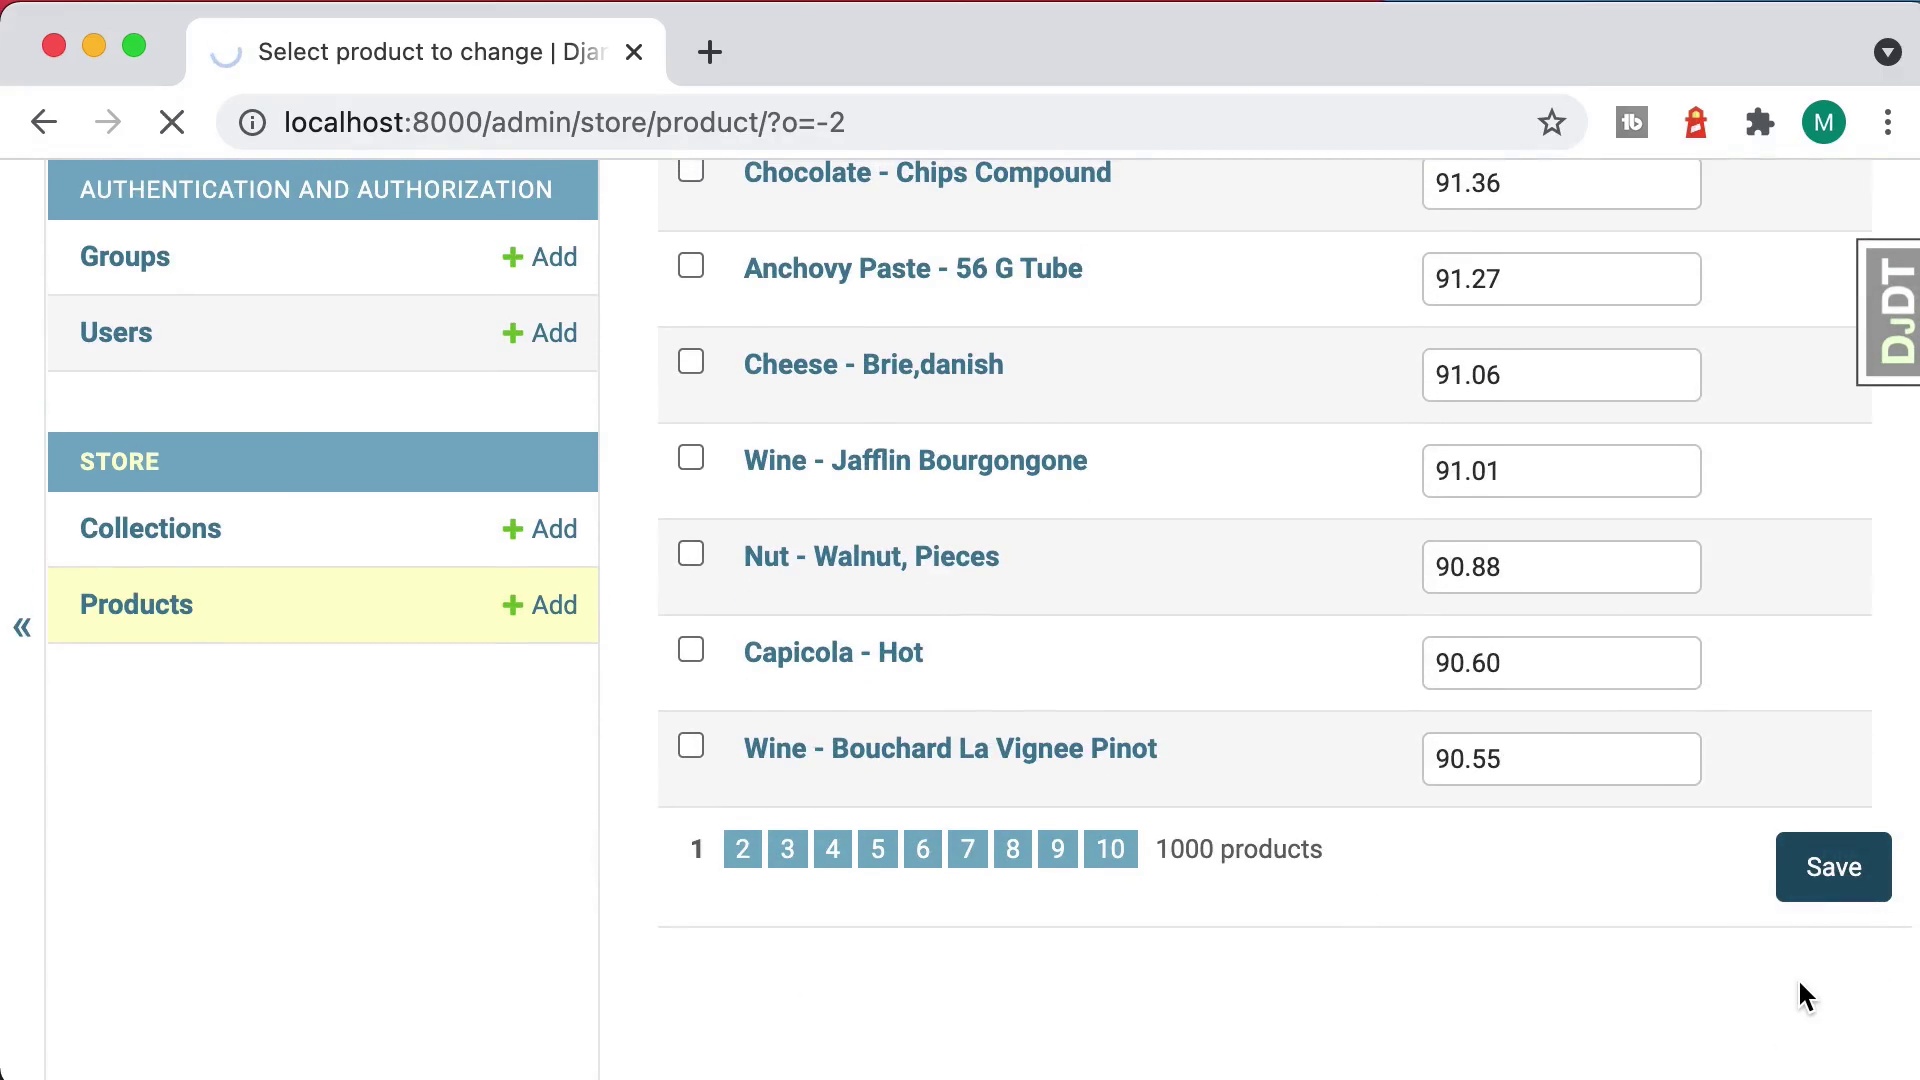 Select product to change | Djan
localhost:8000/admin/store/product/?o=-2
M
AUTHENTICATION AND AUTHORIZATION
Groups
Add
Users
Add
STORE
Collections
Add
Products
Add
«
Chocolate - Chips Compound
91.36
Anchovy Paste - 56 G Tube
91.27
Cheese - Brie,danish
91.06
Wine - Jafflin Bourgongone
91.01
Nut - Walnut, Pieces
90.88
Capicola - Hot
90.60
Wine - Bouchard La Vignee Pinot
90.55
1 2 3 4 5 6 7 8 9 10 1000 products
Save
DJDT